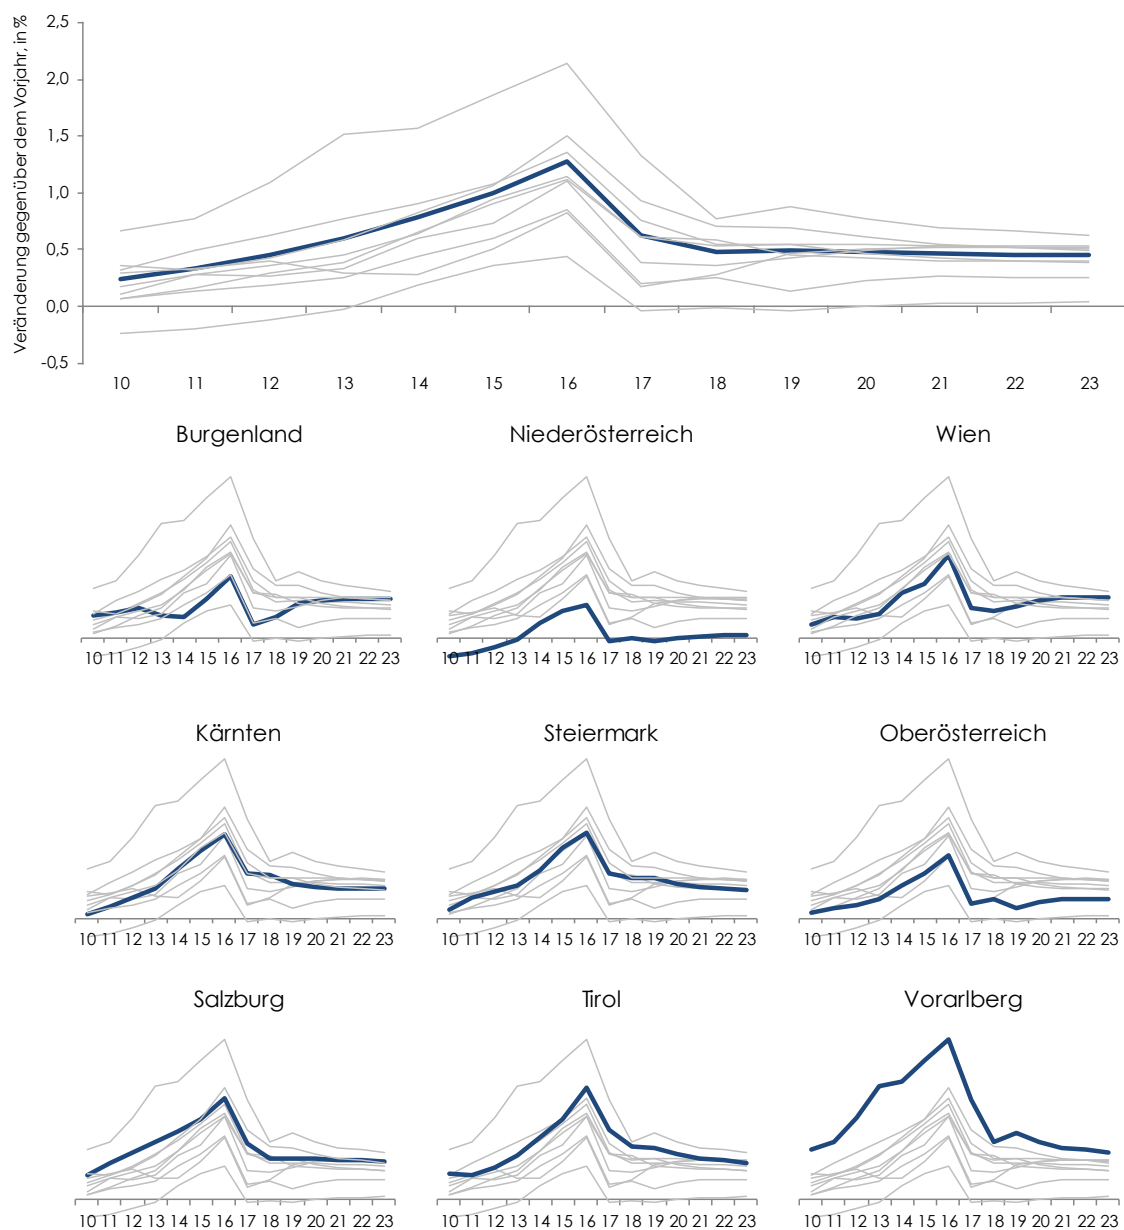 Veränderung gegenüber dem Vorjahr, in %
2,5
2,0
1,5
1,0
0,5
0,0
-0,5
10 11 12 13 14 15 16 17 18 19 20 21 22 23
Burgenland Niederösterreich Wien
10 11 12 13 14 15 16 17 18 19 20 21 22 23 10 11 12 13 14 15 16 17 18 19 20 21 22 23 10 11 12 13 14 15 16 17 18 19 20 21 22 23
Kärnten Steiermark Oberösterreich
10 11 12 13 14 15 16 17 18 19 20 21 22 23 10 11 12 13 14 15 16 17 18 19 20 21 22 23 10 11 12 13 14 15 16 17 18 19 20 21 22 23
Salzburg Tirol Vorarlberg
10 11 12 13 14 15 16 17 18 19 20 21 22 23 10 11 12 13 14 15 16 17 18 19 20 21 22 23 10 11 12 13 14 15 16 17 18 19 20 21 22 23